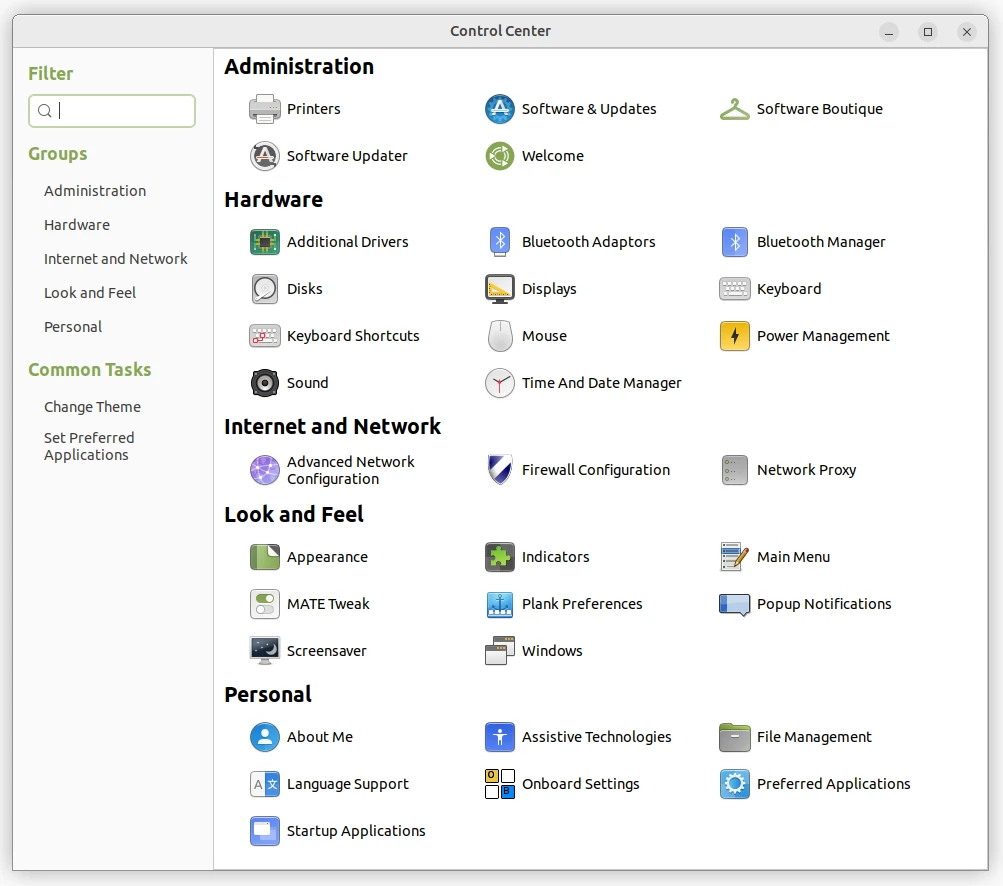 Control Center
Filter
Groups
Administration
Hardware
Internet and Network
Look and Feel
Personal
Common Tasks
Change Theme
Set Preferred
Applications
Administration
Printers
Software & Updates
Software Boutique
Software Updater
Welcome
Hardware
Additional Drivers
Bluetooth Adaptors
Bluetooth Manager
Disks
Displays
Keyboard
Keyboard Shortcuts
Mouse
Power Management
Sound
Time And Date Manager
Internet and Network
Advanced Network
Configuration
Firewall Configuration
Network Proxy
Look and Feel
Appearance
Indicators
Main Menu
MATE Tweak
Plank Preferences
Popup Notifications
Screensaver
Windows
Personal
About Me
Assistive Technologies
File Management
A 文
Language Support
O
B
Onboard Settings
Preferred Applications
Startup Applications